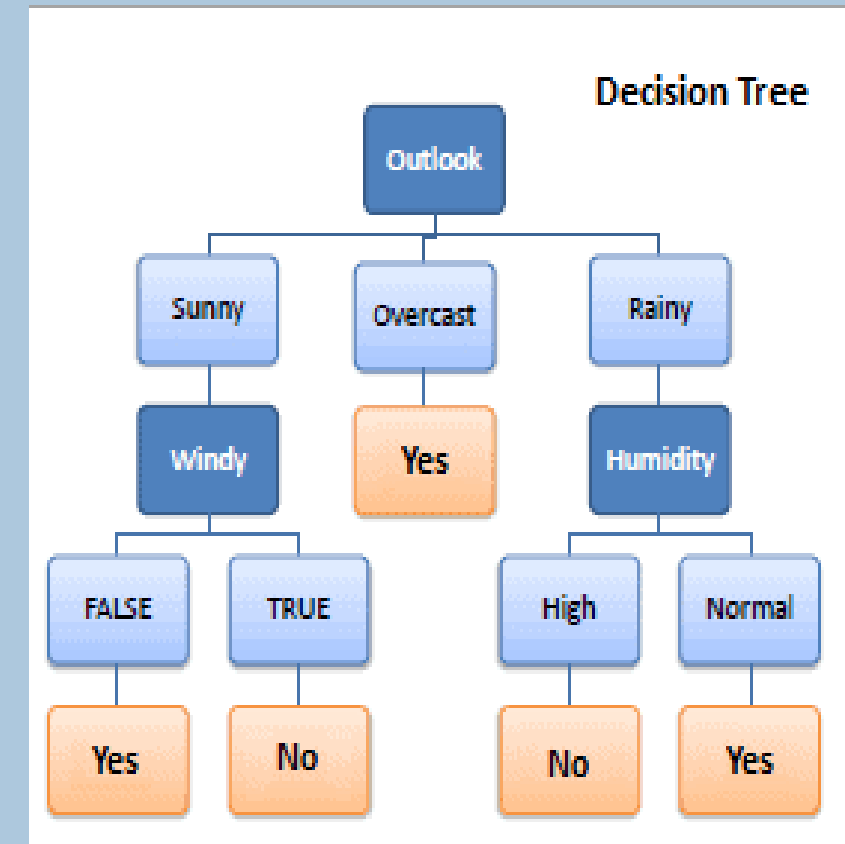 Decision Tree
Outlook
Sunny
Overcast
Rainy
Windy
Yes
Humidity
FALSE
TRUE
High
Normal
Yes
No
No
Yes